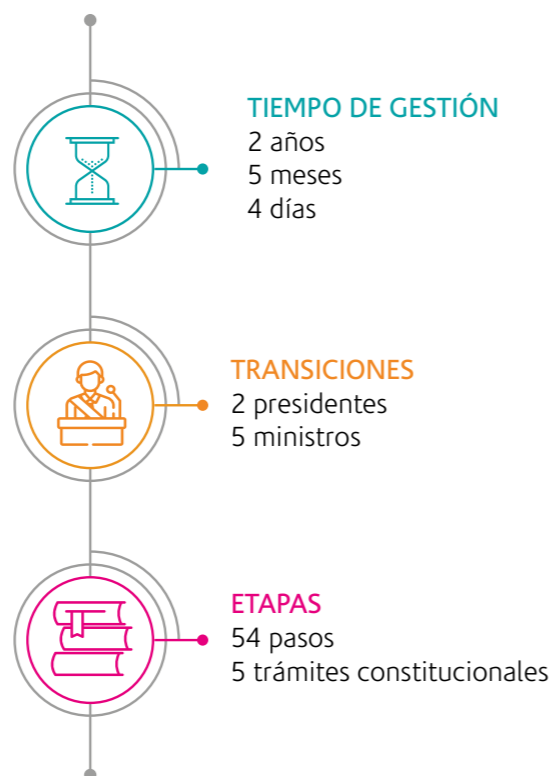 TIEMPO DE GESTIÓN
2 años
5 meses
4 días
TRANSICIONES
2 presidentes
5 ministros
ETAPAS
54 pasos
5 trámites constitucionales